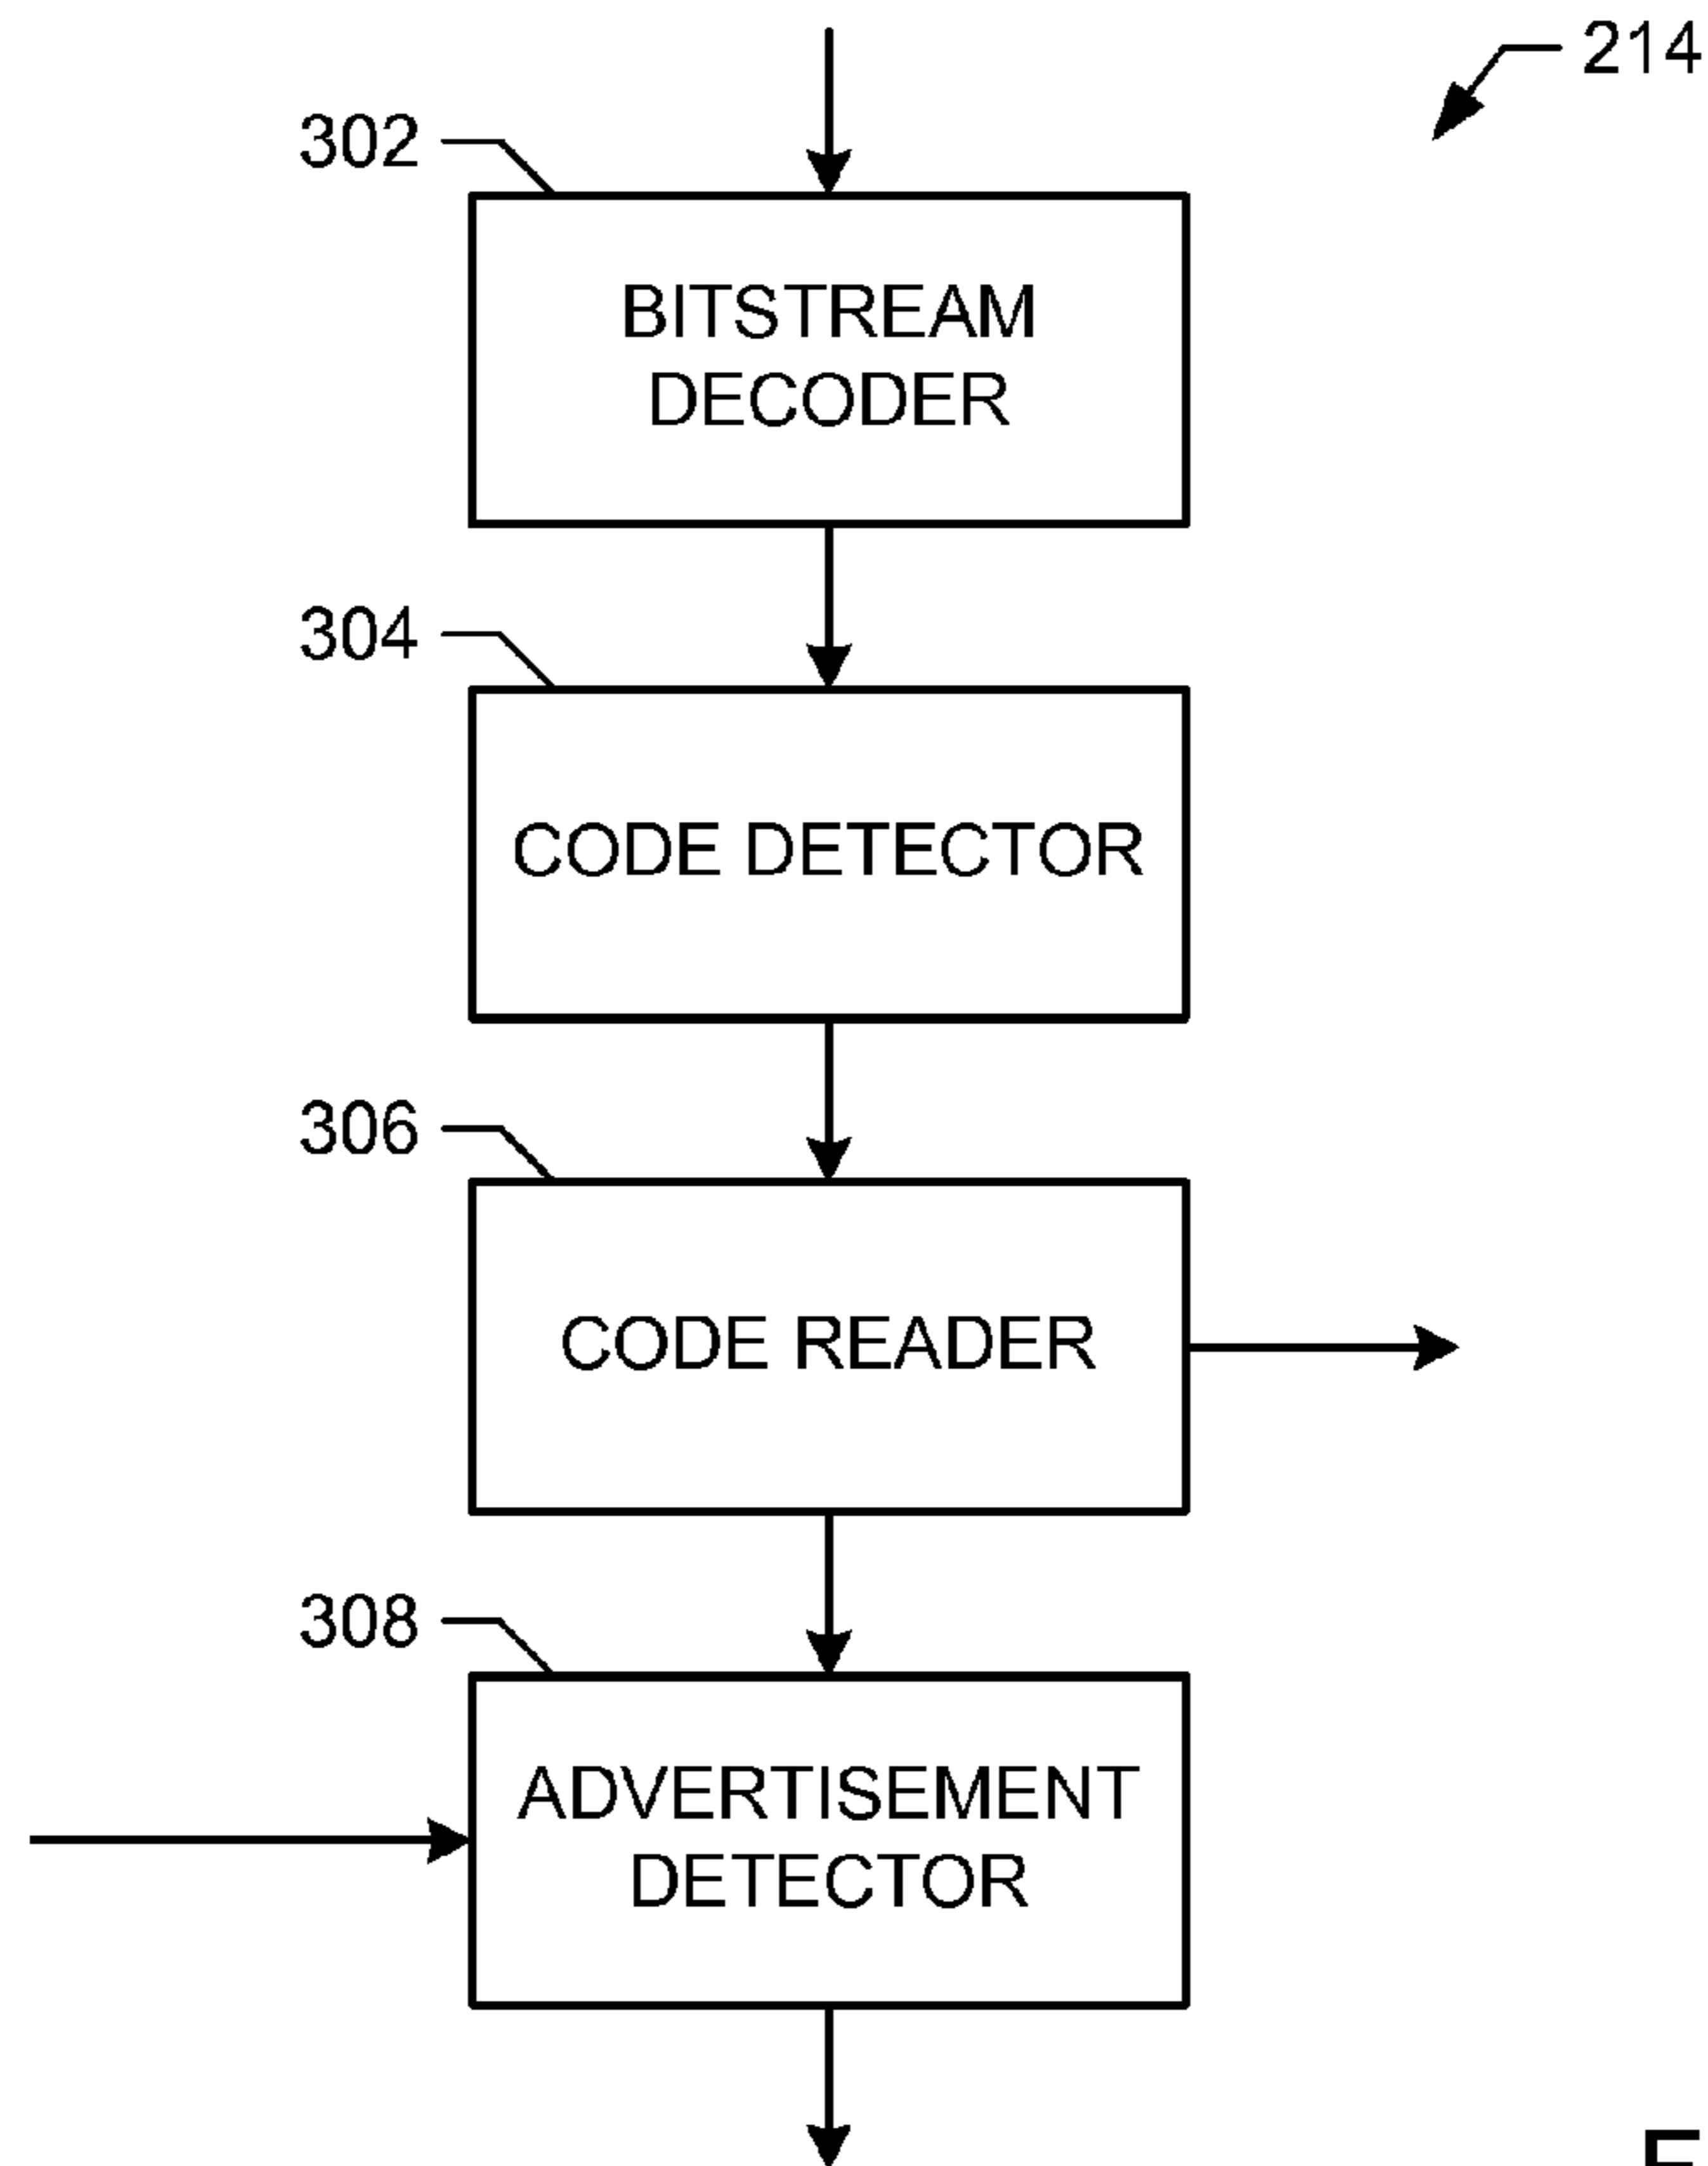 214
302
BITSTREAM
DECODER
304
CODE DETECTOR
306
CODE READER
308
ADVERTISEMENT
DETECTOR